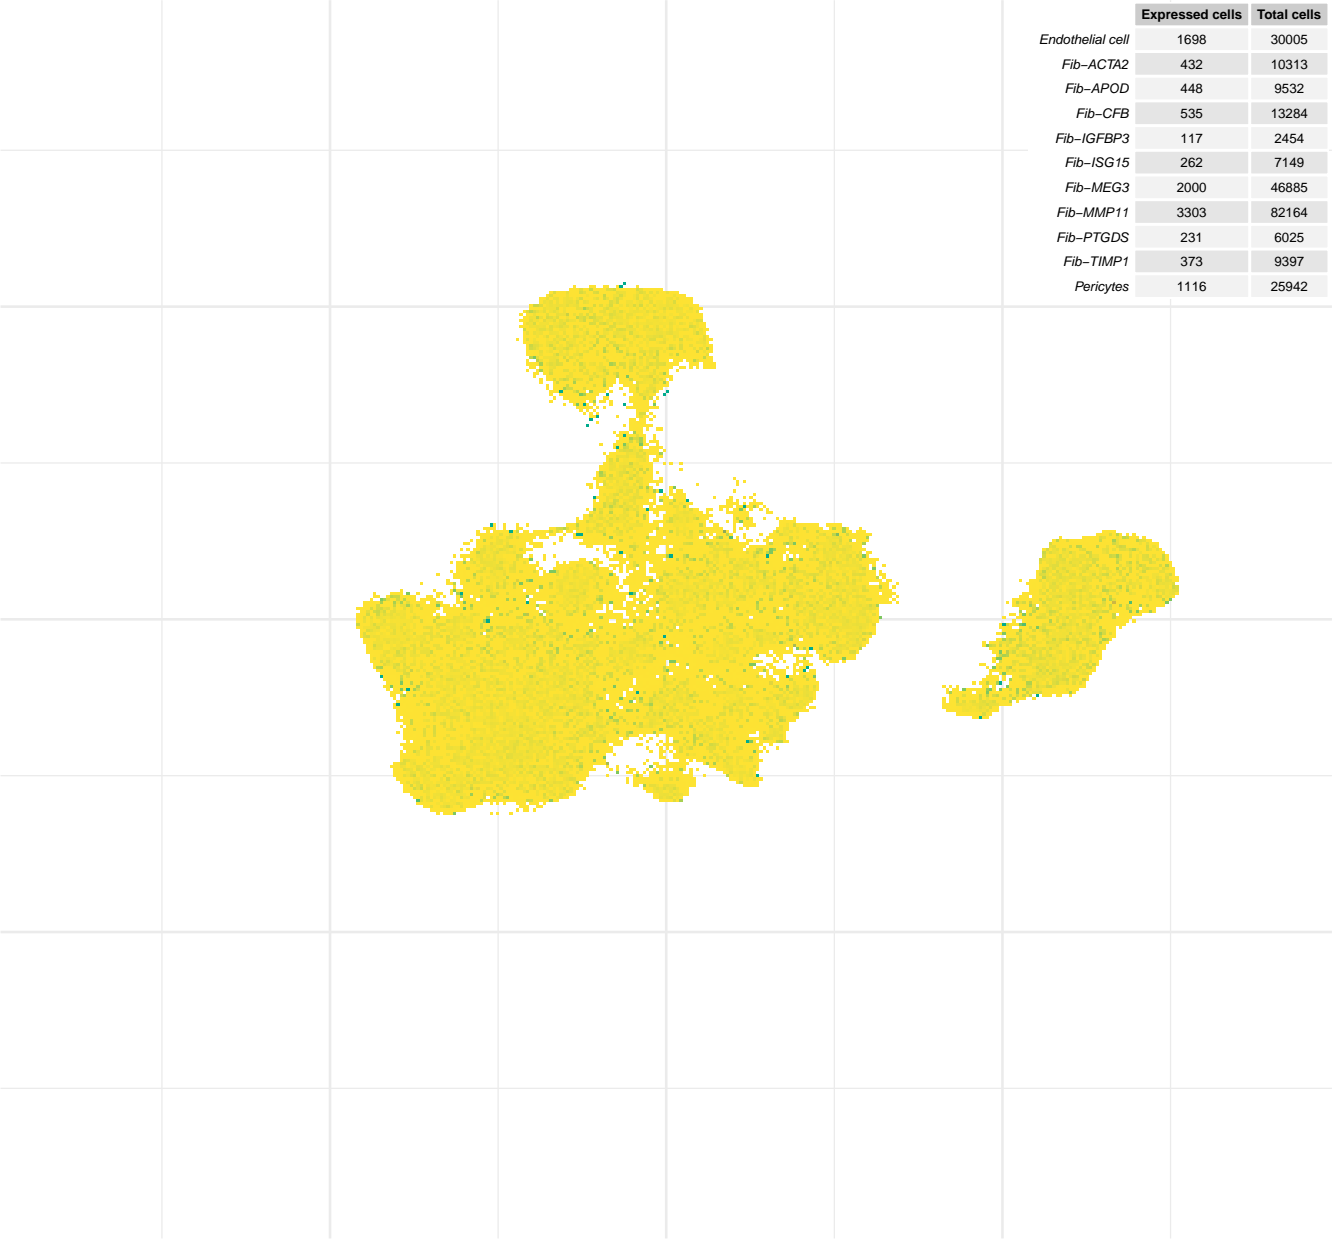 Expressed cells Total cells
Endothelial cell 1698 30005
Fib−ACTA2 432 10313
Fib−APOD 448 9532
Fib−CFB 535 13284
Fib−IGFBP3 117 2454
Fib−ISG15 262 7149
Fib−MEG3 2000 46885
Fib−MMP11 3303 82164
Fib−PTGDS 231 6025
Fib−TIMP1 373 9397
Pericytes 1116 25942